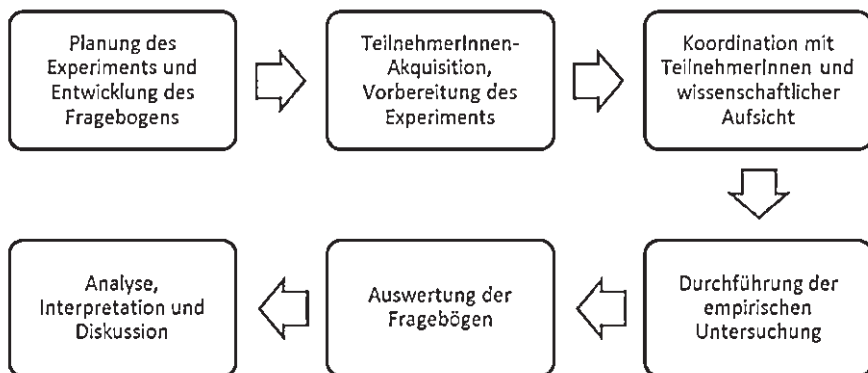 Planung des
Experiments und
Entwicklung des
Fragebogens
TeilnehmerInnen-
Akquisition,
Vorbereitung des
Experiments
Koordination mit
TeilnehmerInnen und
wissenschaftlicher
Aufsicht
Durchführung der
empirischen
Untersuchung
Auswertung der
Fragebögen
Analyse,
Interpretation und
Diskussion